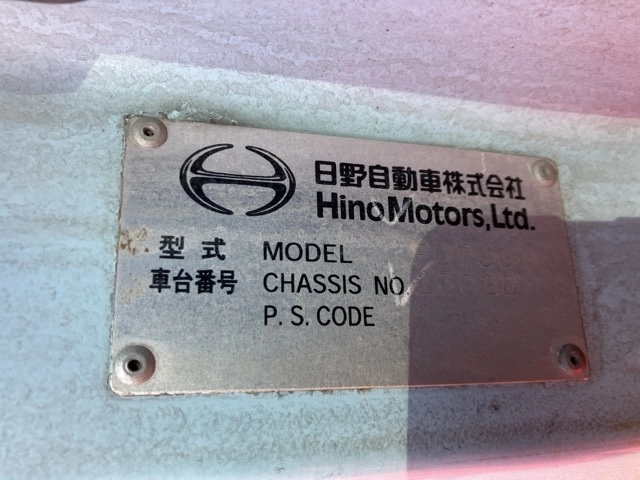 日野自動車株式会社
Hino Motors, Ltd.
型式 MODEL
車台番号 CHASSIS NO.
P. S. CODE